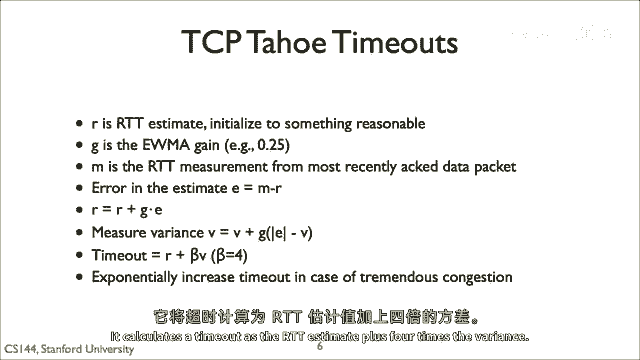 TCP Tahoe Timeouts
• r is RTT estimate, initialize to something reasonable
• g is the EWMA gain (e.g., 0.25)
• m is the RTT measurement from most recently acked data packet
• Error in the estimate e = m-r
• r = r + g·e
• Measure variance v = v + g(|e| - v)
• Timeout = r + βv (β=4)
• Exponentially increase timeout in case of tremendous congestion
它将超时计算为 RTT 估计值加上四倍的方差。
It calculates a timeout as the RTT estimate plus four times the variance.
CS144, Stanford University
6